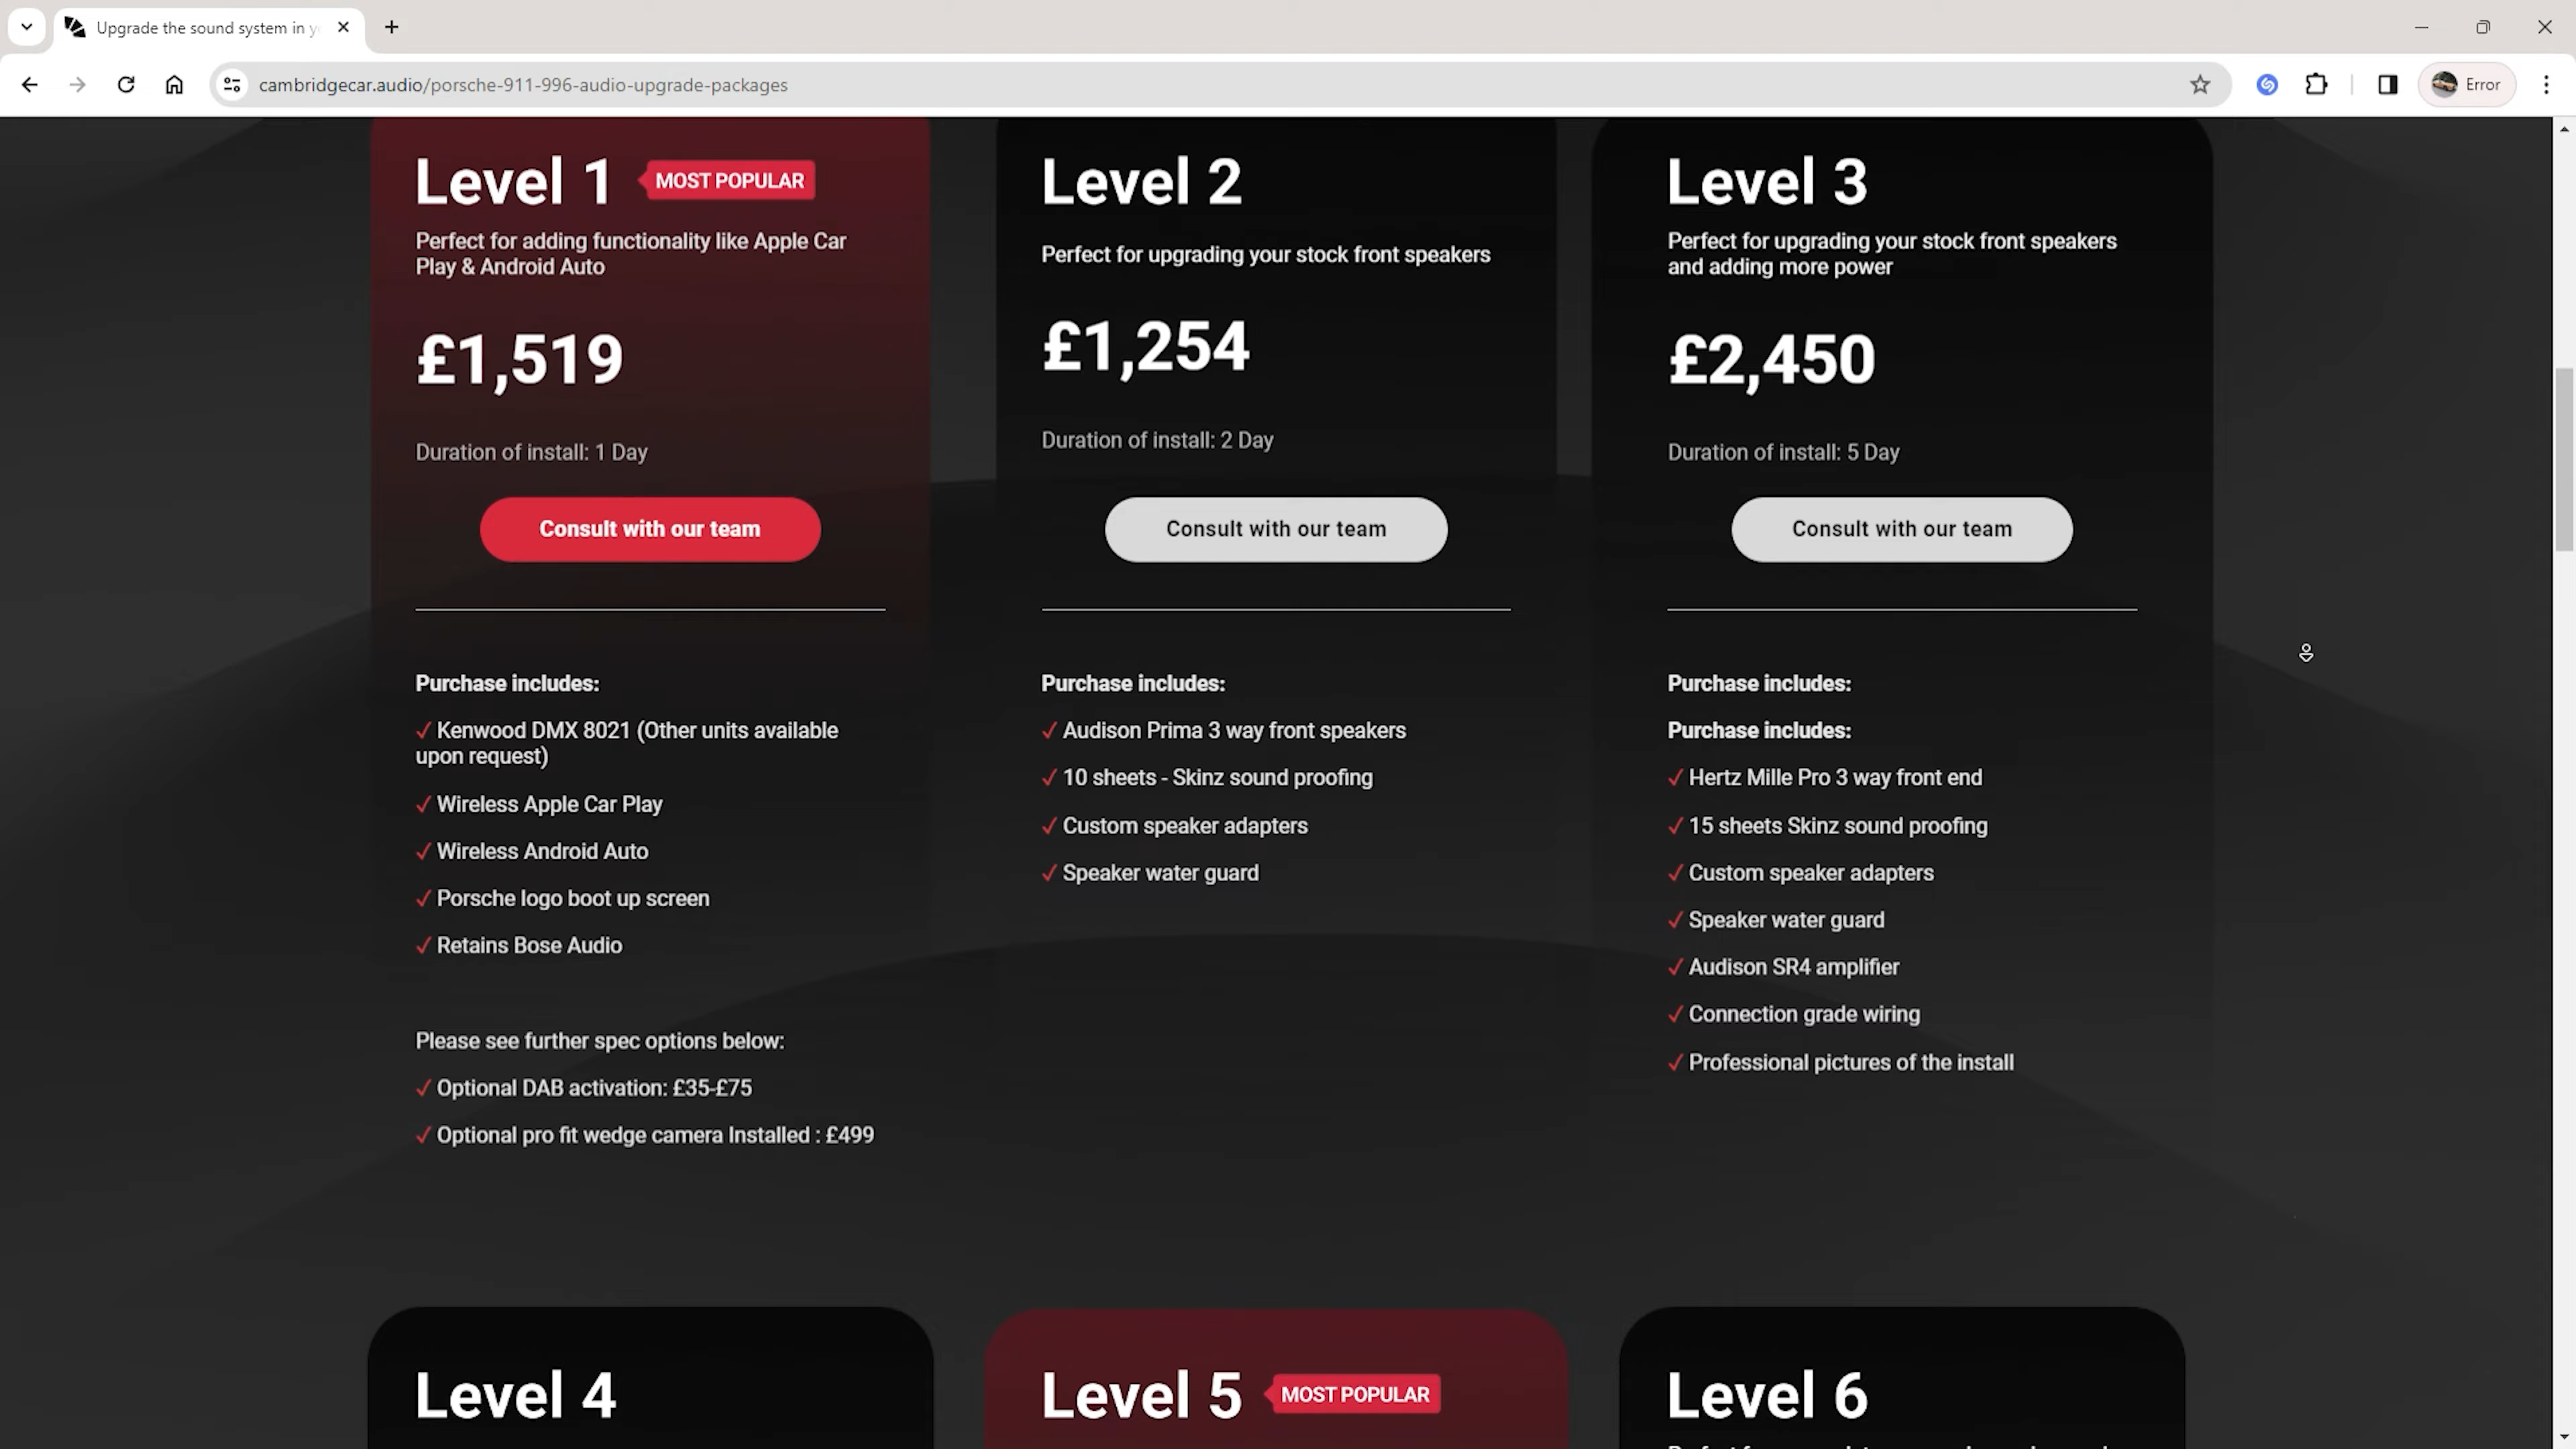 Upgrade the sound system in y
cambridgecar.audio/porsche-911-996-audio-upgrade-packages
Error
Level 1
MOST POPULAR
Perfect for adding functionality like Apple Car
Play & Android Auto
£1,519
Duration of install: 1 Day
Consult with our team
Purchase includes:
✓ Kenwood DMX 8021 (Other units available
upon request)
✓ Wireless Apple Car Play
✓ Wireless Android Auto
✓ Porsche logo boot up screen
✓ Retains Bose Audio
Please see further spec options below:
✓ Optional DAB activation: £35-£75
✓ Optional pro fit wedge camera Installed : £499
Level 2
Perfect for upgrading your stock front speakers
£1,254
Duration of install: 2 Day
Consult with our team
Purchase includes:
✓ Audison Prima 3 way front speakers
✓ 10 sheets - Skinz sound proofing
✓ Custom speaker adapters
✓ Speaker water guard
Level 3
Perfect for upgrading your stock front speakers
and adding more power
£2,450
Duration of install: 5 Day
Consult with our team
Purchase includes:
Purchase includes:
✓ Hertz Mille Pro 3 way front end
✓ 15 sheets Skinz sound proofing
✓ Custom speaker adapters
✓ Speaker water guard
✓ Audison SR4 amplifier
✓ Connection grade wiring
✓ Professional pictures of the install
Level 4
Level 5
MOST POPULAR
Level 6